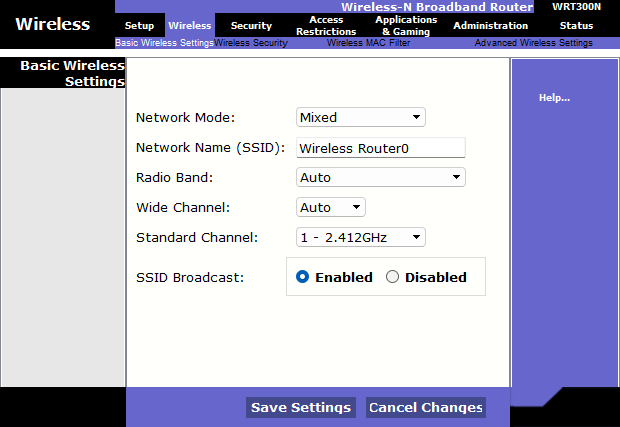 Wireless-N Broadband Router WRT300N
Wireless
Setup Wireless Security Access Restrictions Applications & Gaming Administration Status
Basic Wireless Settings Wireless Security Wireless MAC Filter Advanced Wireless Settings
Basic Wireless
Settings
Help...
Network Mode: Mixed
Network Name (SSID): Wireless Router0
Radio Band: Auto
Wide Channel: Auto
Standard Channel: 1 - 2.412GHz
SSID Broadcast: Enabled Disabled
Save Settings Cancel Changes